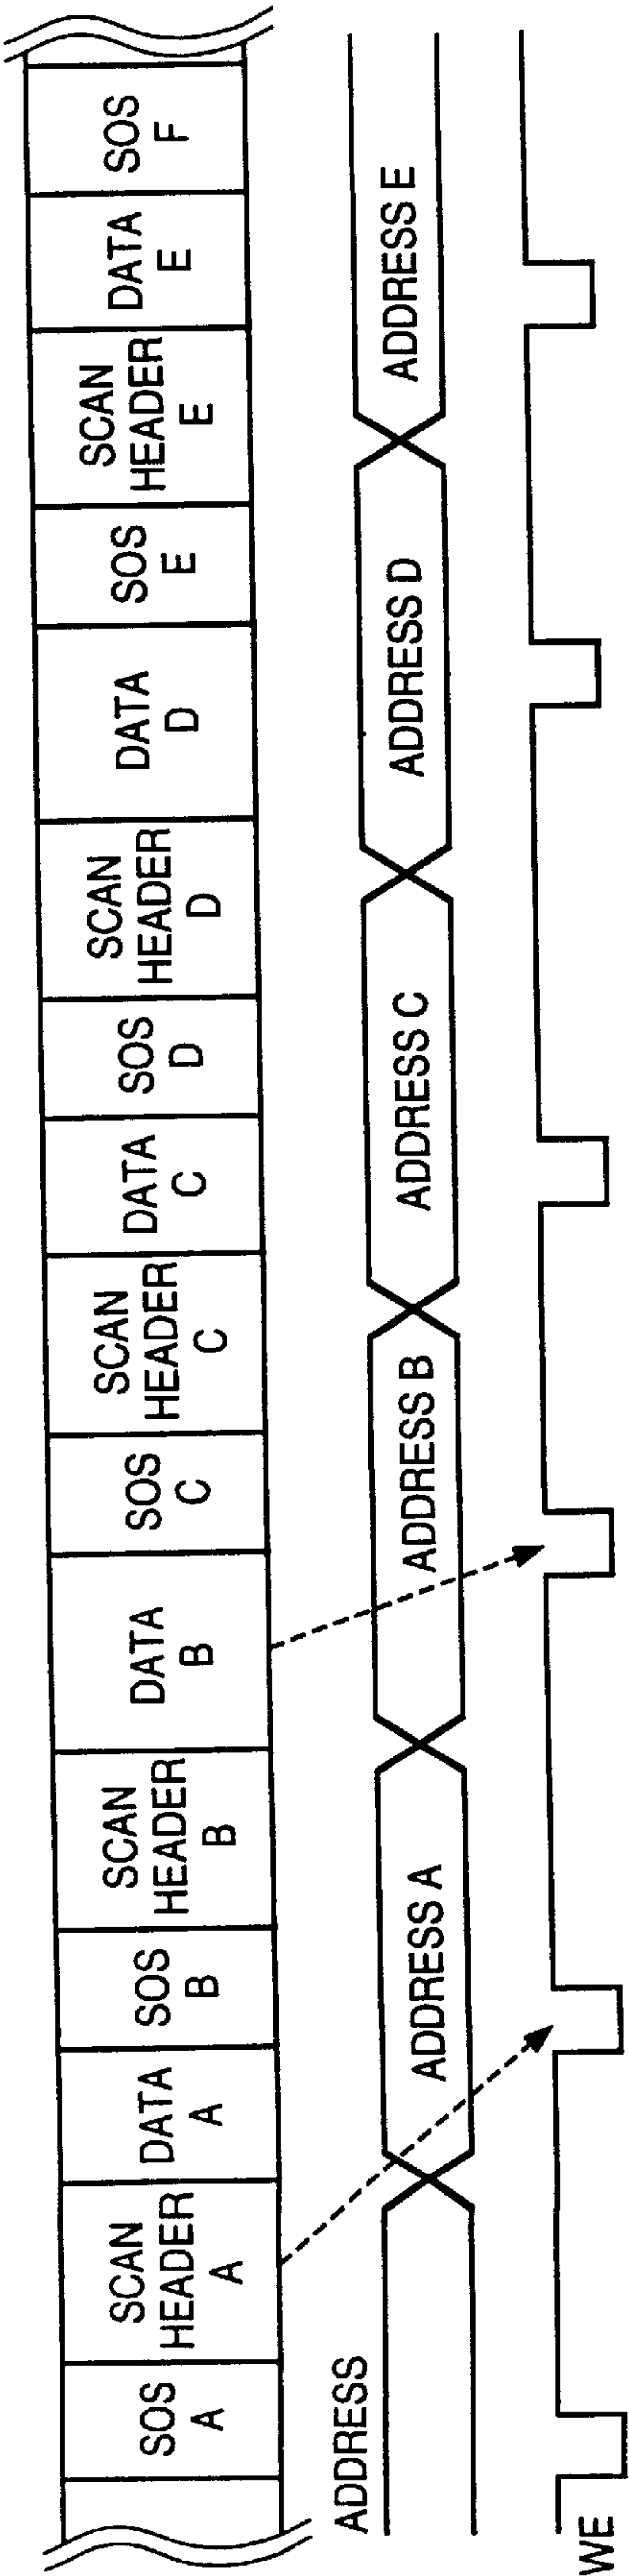 SOS
A
SCAN
HEADER
A
DATA
A
SOS
B
SCAN
HEADER
B
DATA
B
SOS
C
SCAN
HEADER
C
DATA
C
SOS
D
SCAN
HEADER
D
DATA
D
SOS
E
SCAN
HEADER
E
DATA
E
SOS
F
ADDRESS
ADDRESS A
ADDRESS B
ADDRESS C
ADDRESS D
ADDRESS E
WE